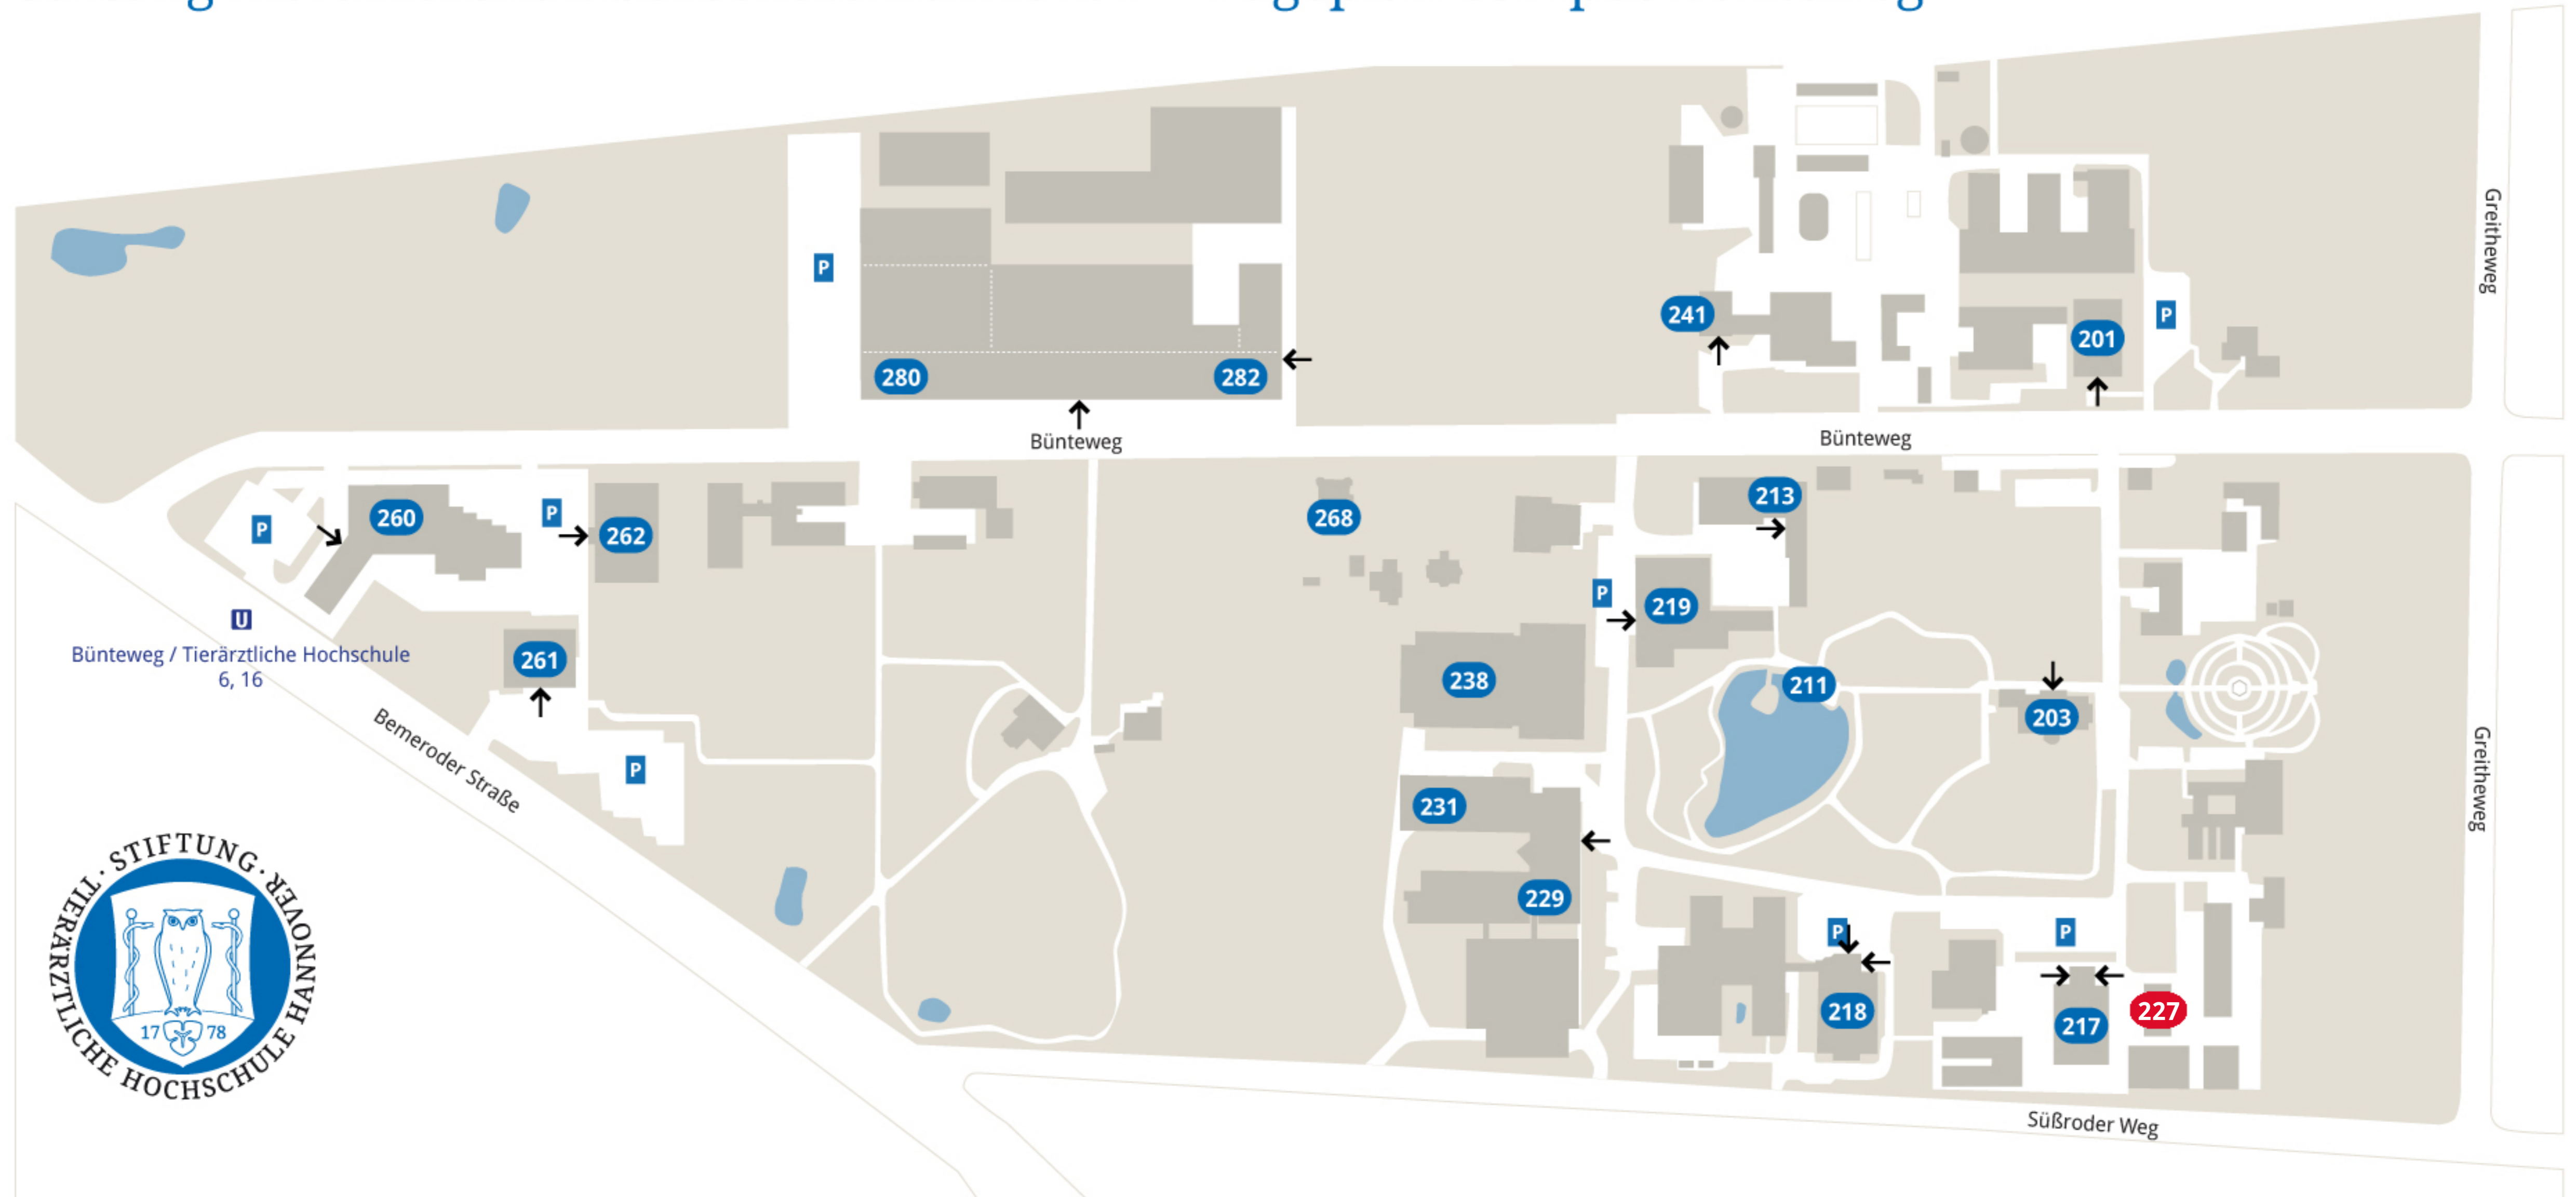 Greitheweg
P
241
P
201
280
282
Bünteweg
Bünteweg
P
260
P
262
268
213
P
219
U
Bünteweg / Tierärztliche Hochschule
6, 16
261
238
211
203
Bemeroder Straße
P
231
Greitheweg
229
P
P
218
217
227
STIFTUNG · TIERÄRZTLICHE HOCHSCHULE HANNOVER ·
17 78
Süßroder Weg